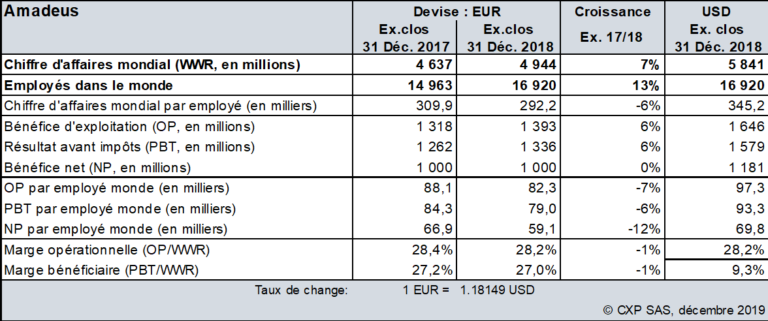 Amadeus Devise : EUR Croissance USD
Ex.clos Ex.clos Ex. 17/18 Ex. clos
31 Déc. 2017 31 Déc. 2018 31 Déc. 2018
Chiffre d'affaires mondial (WWR, en millions) 4 637 4 944 7% 5 841
Employés dans le monde 14 963 16 920 13% 16 920
Chiffre d'affaires mondial par employé (en milliers) 309,9 292,2 -6% 345,2
Bénéfice d'exploitation (OP, en millions) 1 318 1 393 6% 1 646
Résultat avant impôts (PBT, en millions) 1 262 1 336 6% 1 579
Bénéfice net (NP, en millions) 1 000 1 000 0% 1 181
OP par employé monde (en milliers) 88,1 82,3 -7% 97,3
PBT par employé monde (en milliers) 84,3 79,0 -6% 93,3
NP par employé monde (en milliers) 66,9 59,1 -12% 69,8
Marge opérationnelle (OP/WWR) 28,4% 28,2% -1% 28,2%
Marge bénéficiaire (PBT/WWR) 27,2% 27,0% -1% 9,3%
Taux de change: 1 EUR = 1.18149 USD
© CXP SAS, décembre 2019